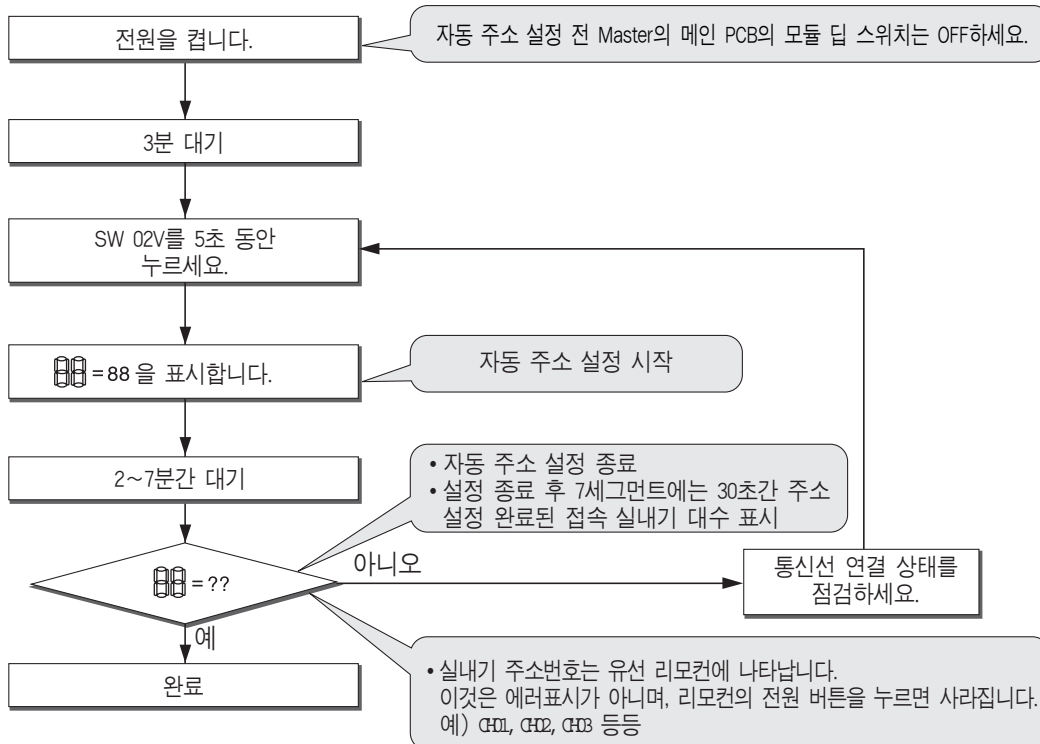 전원을 켭니다.
자동 주소 설정 전 Master의 메인 PCB의 모듈 딥 스위치는 OFF하세요.
3분 대기
SW 02V를 5초 동안
누르세요.
88 = 88 을 표시합니다.
자동 주소 설정 시작
2~7분간 대기
• 자동 주소 설정 종료
• 설정 종료 후 7세그먼트에는 30초간 주소
설정 완료된 접속 실내기 대수 표시
88 = ??
아니오
통신선 연결 상태를
점검하세요.
예
완료
• 실내기 주소번호는 유선 리모컨에 나타납니다.
이것은 에러표시가 아니며, 리모컨의 전원 버튼을 누르면 사라집니다.
예) CH01, CH02, CH03 등등